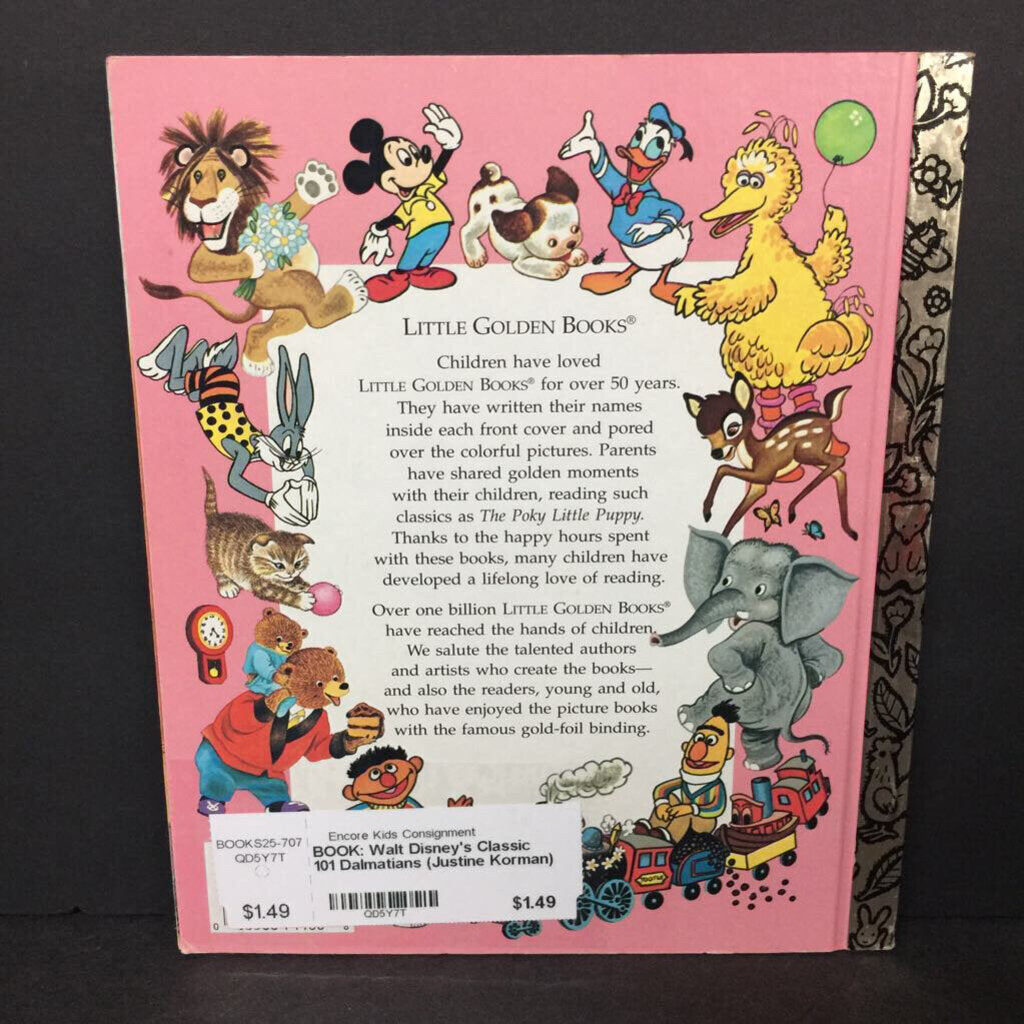 LITTLE GOLDEN BOOKS®
Children have loved
LITTLE GOLDEN BOOKS® for over 50 years.
They have written their names
inside each front cover and pored
over the colorful pictures. Parents
have shared golden moments
with their children, reading such
classics as The Poky Little Puppy.
Thanks to the happy hours spent
with these books, many children have
developed a lifelong love of reading.
Over one billion LITTLE GOLDEN BOOKS®
have reached the hands of children.
We salute the talented authors
and artists who create the books—
and also the readers, young and old,
who have enjoyed the picture books
with the famous gold-foil binding.
TOOTLE
BOOKS25-707
QD5Y7T
$1.49
Encore Kids Consignment
BOOK: Walt Disney's Classic
101 Dalmatians (Justine Korman)
QD5Y7T
$1.49